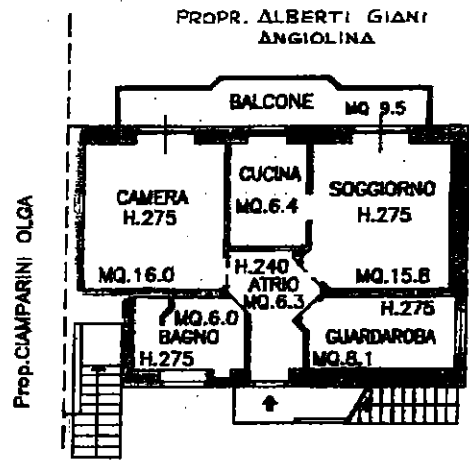 PROPR. ALBERTI GIANI
ANGIOLINA
BALCONE
MQ 9.5
CAMERA
H.275
MQ.16.0
CUCINA
MQ.6.4
SOGGIORNO
H.275
MQ.15.8
H.240
ATRIO
MQ.6.3
MQ.6.0
BAGNO
H.275
H.275
GUARDAROBA
MQ.8.1
Prop.CIAMPARINI OLGA